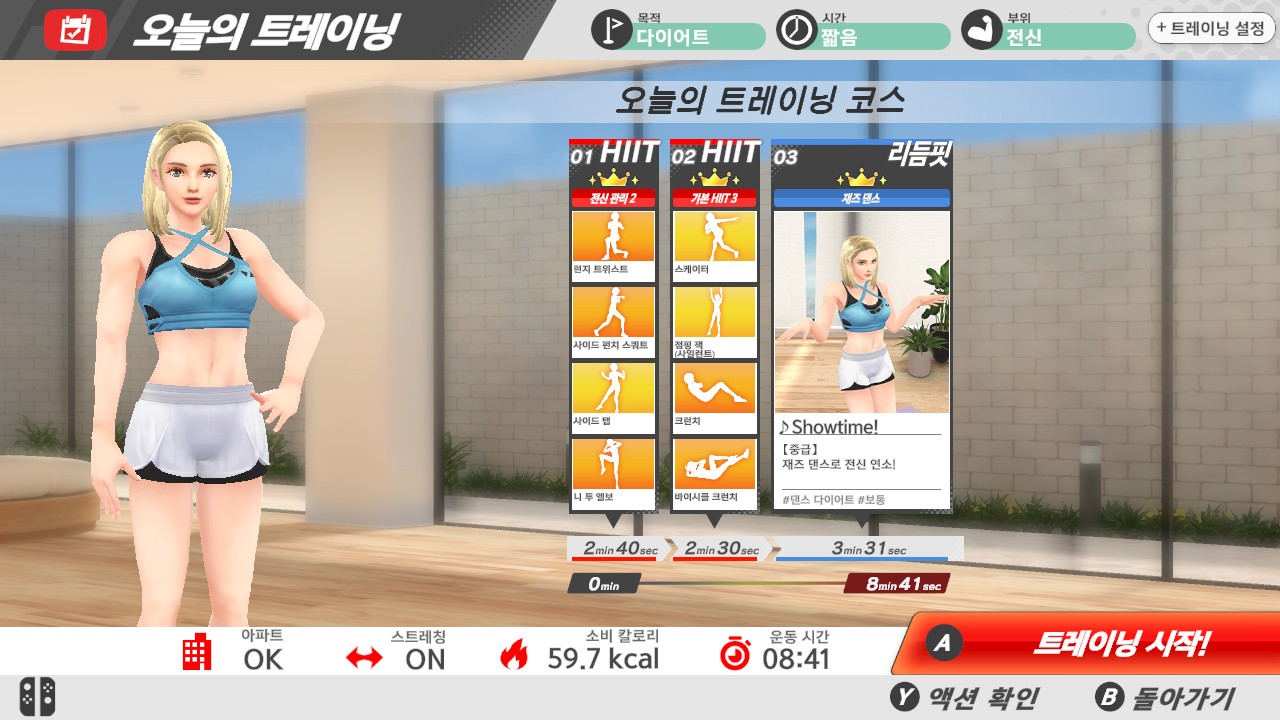 오늘의 트레이닝
목적
다이어트
시간
짧음
부위
전신
+ 트레이닝 설정
오늘의 트레이닝 코스
01 HIIT
전신 관리 2
런지 트위스트
사이드 펀치 스쿼트
사이드 탭
니 투 엘보
02 HIIT
기본 HIIT 3
스케이터
점핑 잭
(사일런트)
크런치
바이시클 크런치
03 리듬핏
재즈 댄스
♪ Showtime!
【중급】
재즈 댄스로 전신 연소!
#댄스 다이어트 #보통
2min 40sec
2min 30sec
3min 31sec
0min
8min 41sec
아파트
OK
스트레칭
ON
소비 칼로리
59.7 kcal
운동 시간
08:41
A 트레이닝 시작!
Y 액션 확인
B 돌아가기